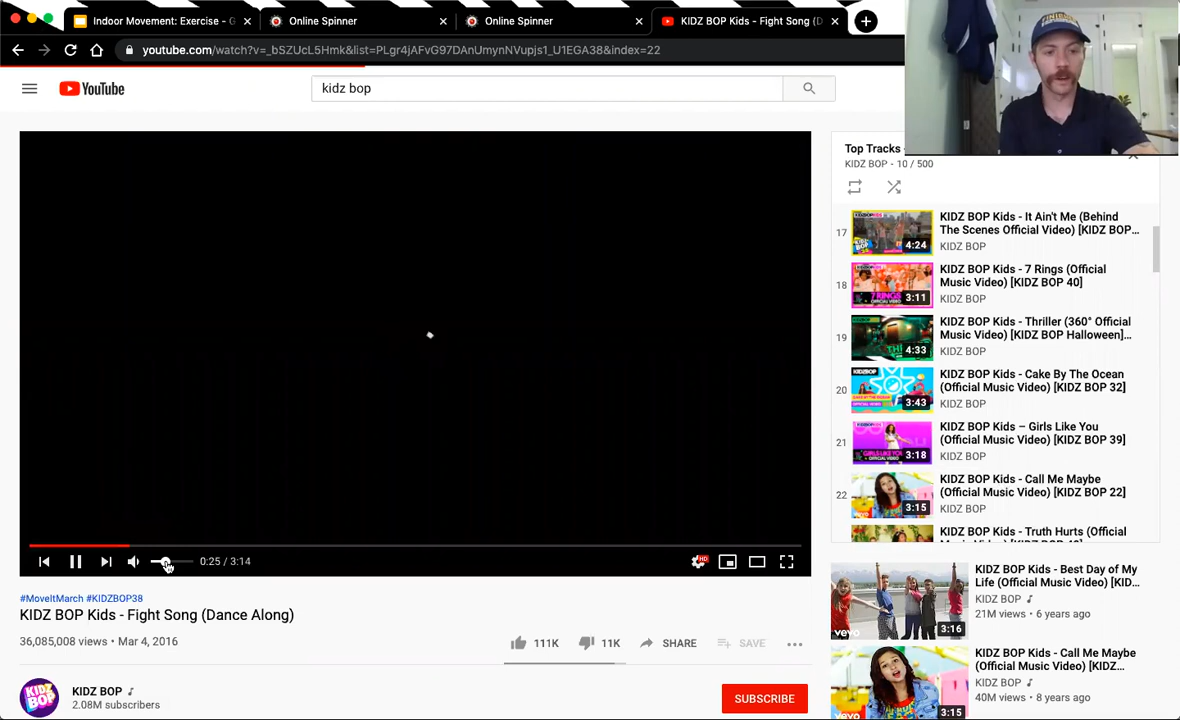 Indoor Movement: Exercise - G
Online Spinner
Online Spinner
KIDZ BOP Kids - Fight Song (D
youtube.com/watch?v=_bSZUcL5Hmk&list=PLgr4jAFvG97DAnUmynNVupjs1_U1EGA38&index=22
YouTube
kidz bop
Top Tracks -
KIDZ BOP - 10 / 500
17
4:24
KIDZ BOP Kids - It Ain't Me (Behind
The Scenes Official Video) [KIDZ BOP...
KIDZ BOP
18
3:11
KIDZ BOP Kids - 7 Rings (Official
Music Video) [KIDZ BOP 40]
KIDZ BOP
19
4:33
KIDZ BOP Kids - Thriller (360° Official
Music Video) [KIDZ BOP Halloween]...
KIDZ BOP
20
3:43
KIDZ BOP Kids - Cake By The Ocean
(Official Music Video) [KIDZ BOP 32]
KIDZ BOP
21
3:18
KIDZ BOP Kids – Girls Like You
(Official Music Video) [KIDZ BOP 39]
KIDZ BOP
22
3:15
KIDZ BOP Kids - Call Me Maybe
(Official Music Video) [KIDZ BOP 22]
KIDZ BOP
KIDZ BOP Kids - Truth Hurts (Official
0:25 / 3:14
HD
#MoveItMarch #KIDZBOP38
KIDZ BOP Kids - Fight Song (Dance Along)
36,085,008 views • Mar 4, 2016
111K
11K
SHARE
SAVE
KIDZ BOP
KIDZ BOP
2.08M subscribers
SUBSCRIBE
vevo
3:16
KIDZ BOP Kids - Best Day of My
Life (Official Music Video) [KID...
KIDZ BOP
21M views • 6 years ago
vevo
3:15
KIDZ BOP Kids - Call Me Maybe
(Official Music Video) [KIDZ...
KIDZ BOP
40M views • 8 years ago